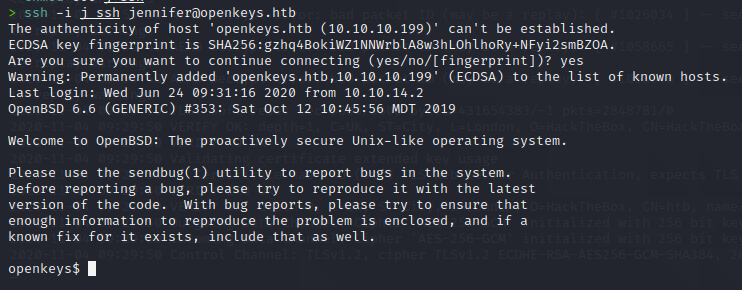 > ssh -i j_ssh jennifer@openkeys.htb
The authenticity of host 'openkeys.htb (10.10.10.199)' can't be established.
ECDSA key fingerprint is SHA256:gzhq4BokiWZ1NNWrblA8w3hLOhlhoRy+NFyi2smBZOA.
Are you sure you want to continue connecting (yes/no/[fingerprint])? yes
Warning: Permanently added 'openkeys.htb,10.10.10.199' (ECDSA) to the list of known hosts.
Last login: Wed Jun 24 09:31:16 2020 from 10.10.14.2
OpenBSD 6.6 (GENERIC) #353: Sat Oct 12 10:45:56 MDT 2019
Welcome to OpenBSD: The proactively secure Unix-like operating system.
Please use the sendbug(1) utility to report bugs in the system.
Before reporting a bug, please try to reproduce it with the latest
version of the code.  With bug reports, please try to ensure that
enough information to reproduce the problem is enclosed, and if a
known fix for it exists, include that as well.
openkeys$